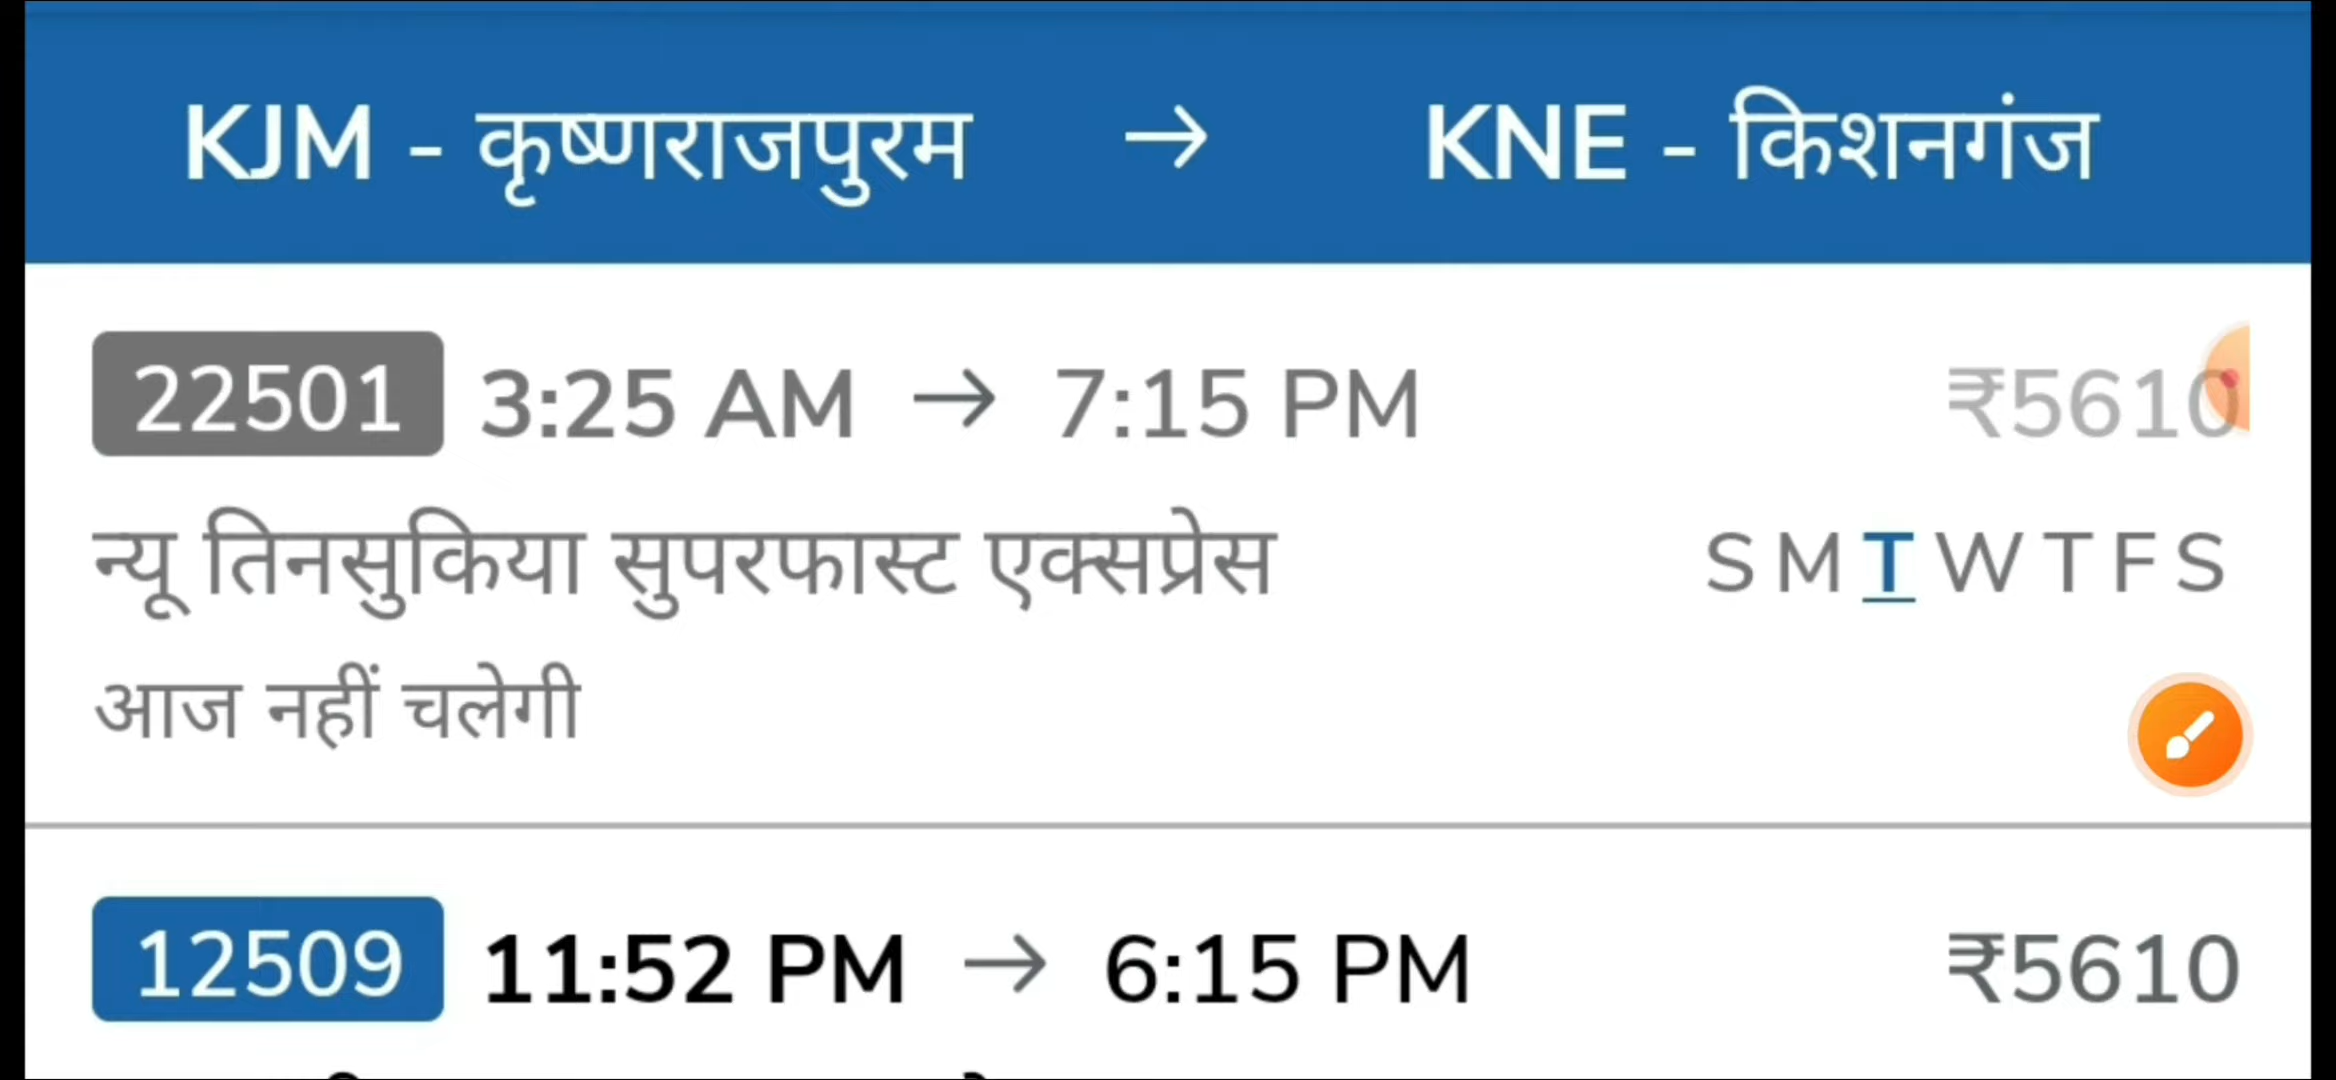 KJM - कृष्णराजपुरम → KNE - किशनगंज
22501 3:25 AM → 7:15 PM ₹5610
न्यू तिनसुकिया सुपरफास्ट एक्सप्रेस S M T W T F S
आज नहीं चलेगी
12509 11:52 PM → 6:15 PM ₹5610